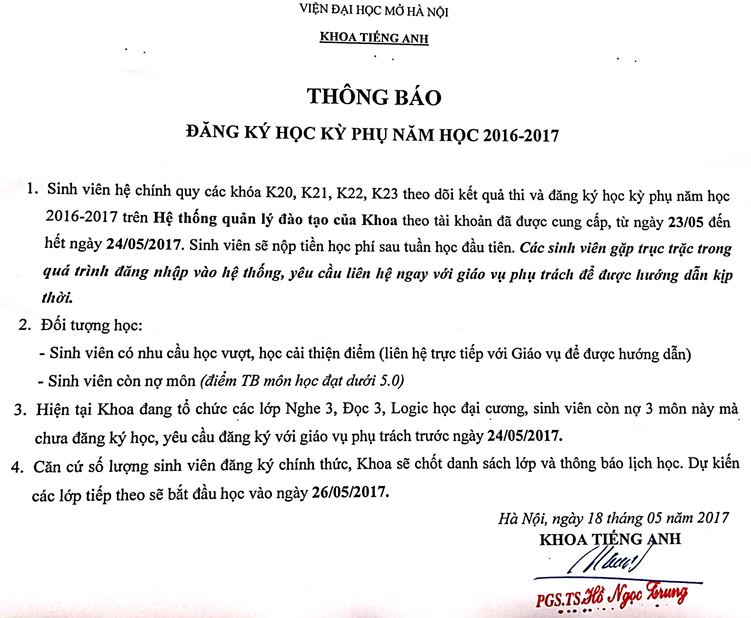 VIỆN ĐẠI HỌC MỞ HÀ NỘI
KHOA TIẾNG ANH
THÔNG BÁO
ĐĂNG KÝ HỌC KỲ PHỤ NĂM HỌC 2016-2017
1. Sinh viên hệ chính quy các khóa K20, K21, K22, K23 theo dõi kết quả thi và đăng ký học kỳ phụ năm học
2016-2017 trên Hệ thống quản lý đào tạo của Khoa theo tài khoản đã được cung cấp, từ ngày 23/05 đến
hết ngày 24/05/2017. Sinh viên sẽ nộp tiền học phí sau tuần học đầu tiên. Các sinh viên gặp trục trặc trong
quá trình đăng nhập vào hệ thống, yêu cầu liên hệ ngay với giáo vụ phụ trách để được hướng dẫn kịp
thời.
2. Đối tượng học:
- Sinh viên có nhu cầu học vượt, học cải thiện điểm (liên hệ trực tiếp với Giáo vụ để được hướng dẫn)
- Sinh viên còn nợ môn (điểm TB môn học đạt dưới 5.0)
3. Hiện tại Khoa đang tổ chức các lớp Nghe 3, Đọc 3, Logic học đại cương, sinh viên còn nợ 3 môn này mà
chưa đăng ký học, yêu cầu đăng ký với giáo vụ phụ trách trước ngày 24/05/2017.
4. Căn cứ số lượng sinh viên đăng ký chính thức, Khoa sẽ chốt danh sách lớp và thông báo lịch học. Dự kiến
các lớp tiếp theo sẽ bắt đầu học vào ngày 26/05/2017.
Hà Nội, ngày 18 tháng 05 năm 2017
KHOA TIẾNG ANH
PGS.TS.Hồ Ngọc Trung